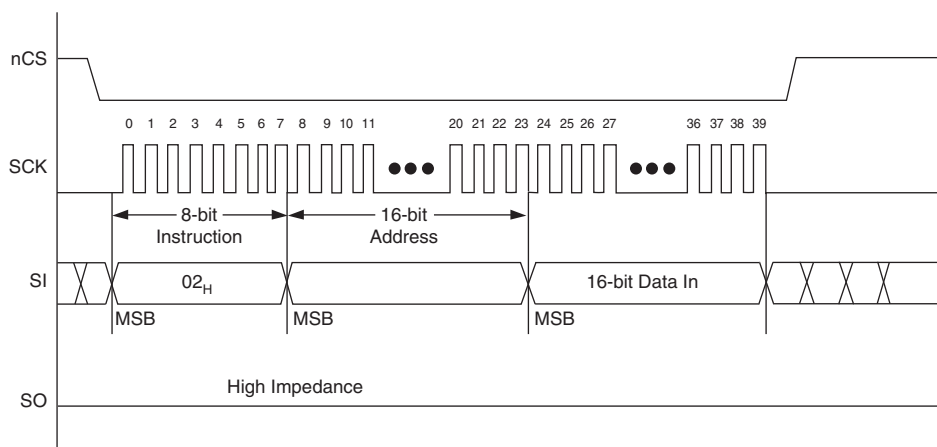 nCS
0 1 2 3 4 5 6 7 8 9 10 11 20 21 22 23 24 25 26 27 36 37 38 39
SCK
8-bit
Instruction
16-bit
Address
SI
02H
16-bit Data In
MSB
MSB
MSB
High Impedance
SO